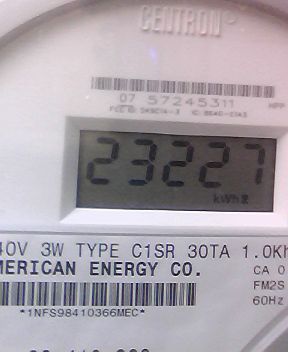 CENTRON
07 57245311
23227
kWh
40V 3W TYPE C1SR 30TA 1.0Kh
MERICAN ENERGY CO.
CA 0
FM2S
60Hz
*1NFS98410366MEC*